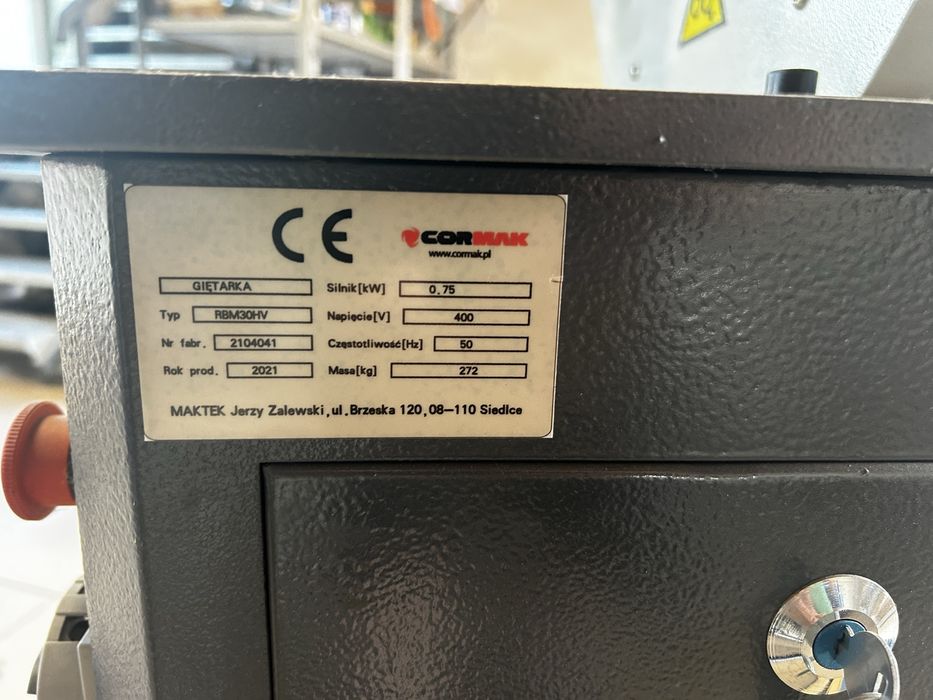 CE
CORMAK
www.cormak.pl
GIĘTARKA
Silnik[kW] 0.75
Typ RBM30HV
Napięcie[V] 400
Nr fabr. 2104041
Częstotliwość[Hz] 50
Rok prod. 2021
Masa[kg] 272
MAKTEK Jerzy Zalewski,ul.Brzeska 120,08—110 Siedlce